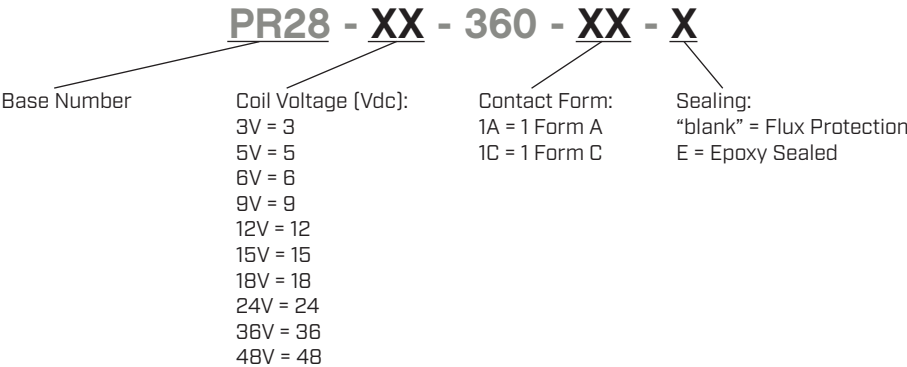 PR28 - XX - 360 - XX - X
Base Number
Coil Voltage (Vdc):
3V = 3
5V = 5
6V = 6
9V = 9
12V = 12
15V = 15
18V = 18
24V = 24
36V = 36
48V = 48
Contact Form:
1A = 1 Form A
1C = 1 Form C
Sealing:
“blank” = Flux Protection
E = Epoxy Sealed